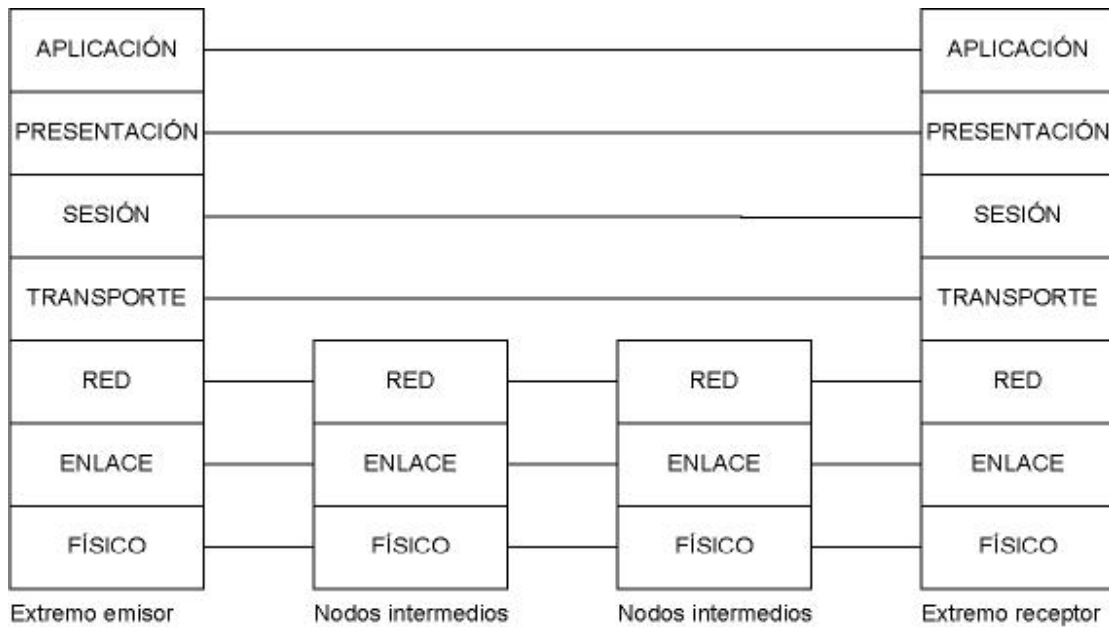 APLICACIÓN
APLICACIÓN
PRESENTACIÓN
PRESENTACIÓN
SESIÓN
SESIÓN
TRANSPORTE
TRANSPORTE
RED
RED
RED
RED
ENLACE
ENLACE
ENLACE
ENLACE
FÍSICO
FÍSICO
FÍSICO
FÍSICO
Extremo emisor
Nodos intermedios
Nodos intermedios
Extremo receptor